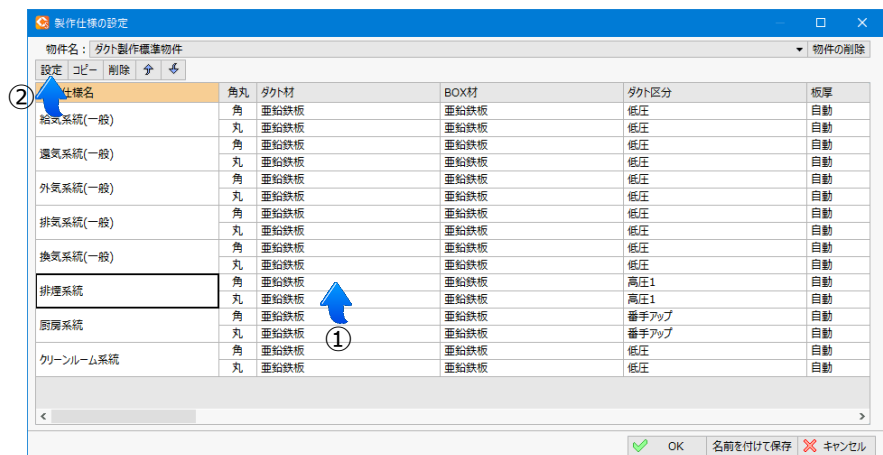 製作仕様の設定
物件名： ダクト製作標準物件 物件の削除
設定 コピー 削除
② 仕様名 角丸 ダクト材 BOX材 ダクト区分 板厚
給気系統(一般) 角 亜鉛鉄板 亜鉛鉄板 低圧 自動
丸 亜鉛鉄板 亜鉛鉄板 低圧 自動
還気系統(一般) 角 亜鉛鉄板 亜鉛鉄板 低圧 自動
丸 亜鉛鉄板 亜鉛鉄板 低圧 自動
外気系統(一般) 角 亜鉛鉄板 亜鉛鉄板 低圧 自動
丸 亜鉛鉄板 亜鉛鉄板 低圧 自動
排気系統(一般) 角 亜鉛鉄板 亜鉛鉄板 低圧 自動
丸 亜鉛鉄板 亜鉛鉄板 低圧 自動
換気系統(一般) 角 亜鉛鉄板 亜鉛鉄板 低圧 自動
丸 亜鉛鉄板 亜鉛鉄板 低圧 自動
排煙系統 角 亜鉛鉄板 亜鉛鉄板 高圧1 自動
丸 亜鉛鉄板 亜鉛鉄板 高圧1 自動
厨房系統 角 亜鉛鉄板 亜鉛鉄板 番手アップ 自動
丸 亜鉛鉄板 ① 亜鉛鉄板 番手アップ 自動
クリーンルーム系統 角 亜鉛鉄板 亜鉛鉄板 低圧 自動
丸 亜鉛鉄板 亜鉛鉄板 低圧 自動
OK 名前を付けて保存 キャンセル